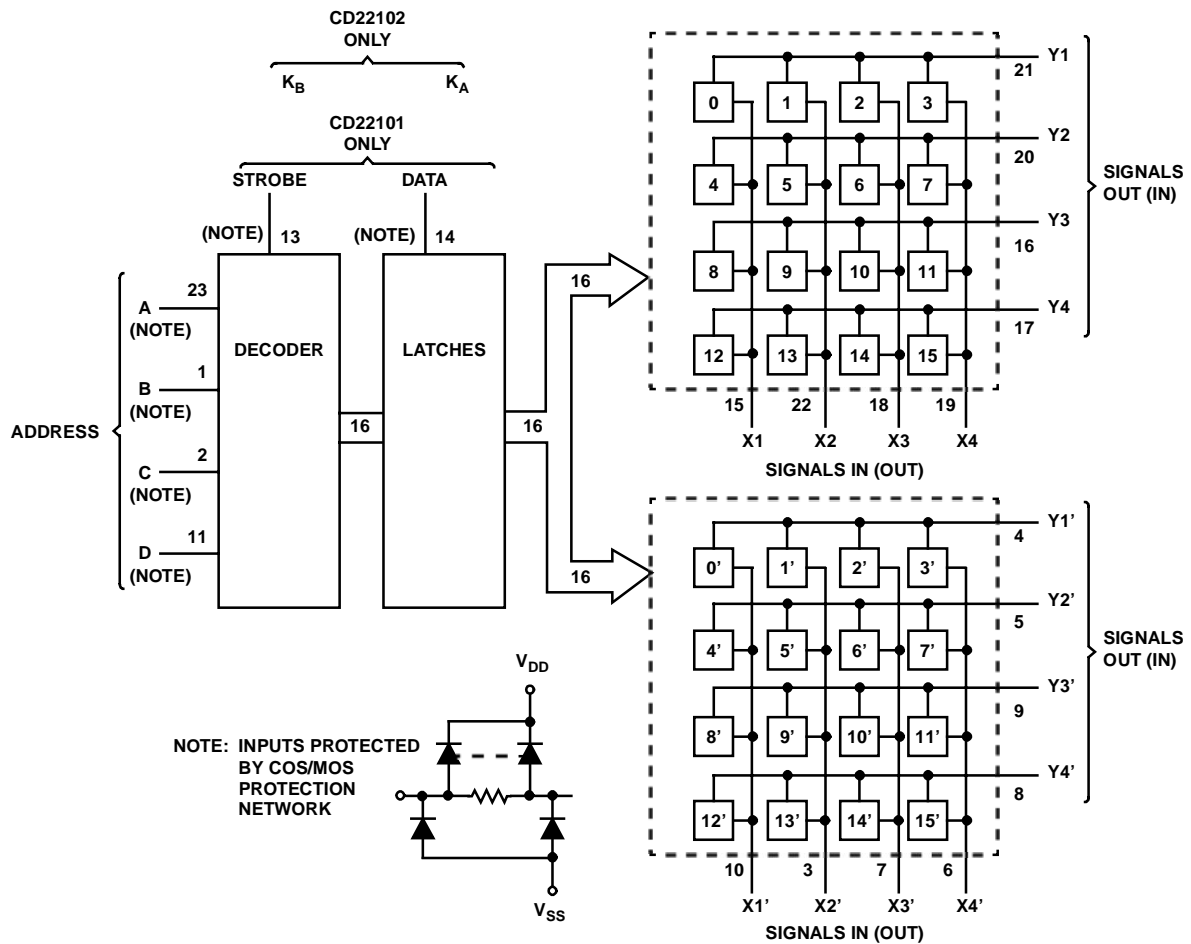 CD22102
ONLY
KB KA
CD22101
ONLY
STROBE DATA
(NOTE) 13 (NOTE) 14
ADDRESS
A 23
(NOTE)
B 1
(NOTE)
C 2
(NOTE)
D 11
(NOTE)
DECODER
16
LATCHES
16
16
16
Y1
21
0 1 2 3
Y2
20
4 5 6 7
Y3
16
8 9 10 11
Y4
17
12 13 14 15
15 22 18 19
X1 X2 X3 X4
SIGNALS IN (OUT)
SIGNALS
OUT (IN)
Y1’
4
0’ 1’ 2’ 3’
Y2’
5
4’ 5’ 6’ 7’
Y3’
9
8’ 9’ 10’ 11’
Y4’
8
12’ 13’ 14’ 15’
10 3 7 6
X1’ X2’ X3’ X4’
SIGNALS IN (OUT)
SIGNALS
OUT (IN)
VDD
NOTE: INPUTS PROTECTED
BY COS/MOS
PROTECTION
NETWORK
VSS